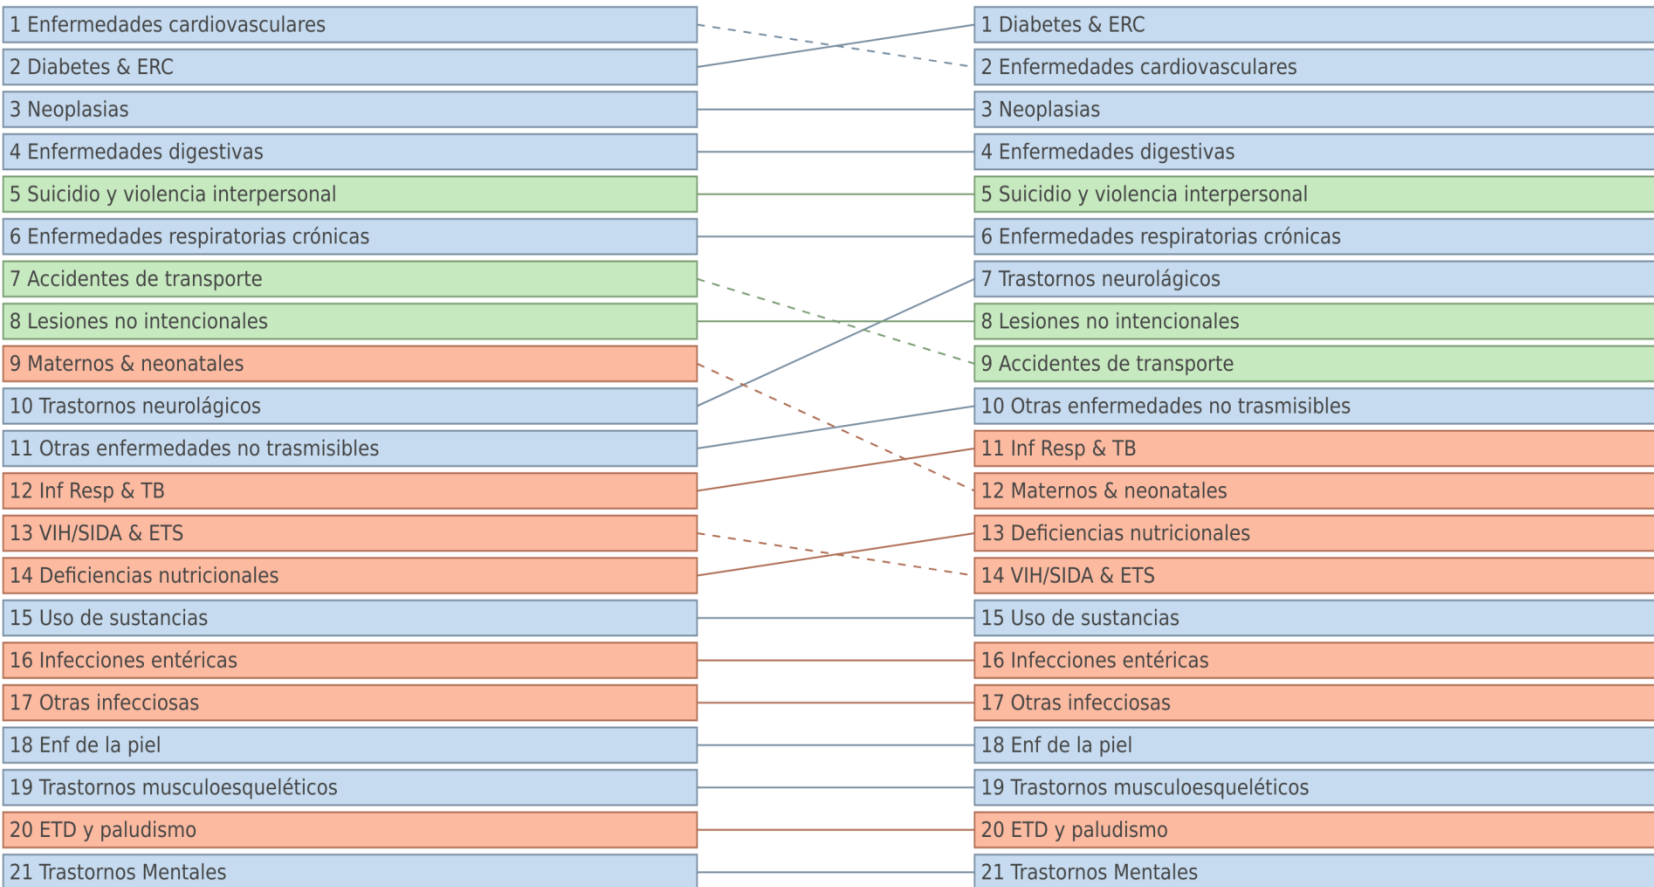 1 Enfermedades cardiovasculares
2 Diabetes & ERC
3 Neoplasias
4 Enfermedades digestivas
5 Suicidio y violencia interpersonal
6 Enfermedades respiratorias crónicas
7 Accidentes de transporte
8 Lesiones no intencionales
9 Maternos & neonatales
10 Trastornos neurolágicos
11 Otras enfermedades no trasmisibles
12 Inf Resp & TB
13 VIH/SIDA & ETS
14 Deficiencias nutricionales
15 Uso de sustancias
16 Infecciones entéricas
17 Otras infecciosas
18 Enf de la piel
19 Trastornos musculoesqueléticos
20 ETD y paludismo
21 Trastornos Mentales
1 Diabetes & ERC
2 Enfermedades cardiovasculares
3 Neoplasias
4 Enfermedades digestivas
5 Suicidio y violencia interpersonal
6 Enfermedades respiratorias crónicas
7 Trastornos neurolágicos
8 Lesiones no intencionales
9 Accidentes de transporte
10 Otras enfermedades no trasmisibles
11 Inf Resp & TB
12 Maternos & neonatales
13 Deficiencias nutricionales
14 VIH/SIDA & ETS
15 Uso de sustancias
16 Infecciones entéricas
17 Otras infecciosas
18 Enf de la piel
19 Trastornos musculoesqueléticos
20 ETD y paludismo
21 Trastornos Mentales